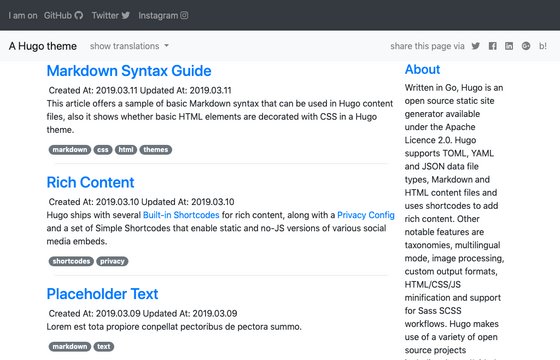 I am on GitHub Twitter Instagram
A Hugo theme show translations share this page via b!
Markdown Syntax Guide
Created At: 2019.03.11 Updated At: 2019.03.11
This article offers a sample of basic Markdown syntax that can be used in Hugo content
files, also it shows whether basic HTML elements are decorated with CSS in a Hugo
theme.
markdown css html themes
Rich Content
Created At: 2019.03.10 Updated At: 2019.03.10
Hugo ships with several Built-in Shortcodes for rich content, along with a Privacy Config
and a set of Simple Shortcodes that enable static and no-JS versions of various social
media embeds.
shortcodes privacy
Placeholder Text
Created At: 2019.03.09 Updated At: 2019.03.09
Lorem est tota propiore conpellat pectoribus de pectora summo.
markdown text
About
Written in Go, Hugo is an
open source static site
generator available
under the Apache
Licence 2.0. Hugo
supports TOML, YAML
and JSON data file
types, Markdown and
HTML content files and
uses shortcodes to add
rich content. Other
notable features are
taxonomies, multilingual
mode, image processing,
custom output formats,
HTML/CSS/JS
minification and support
for Sass SCSS
workflows. Hugo makes
use of a variety of open
source projects